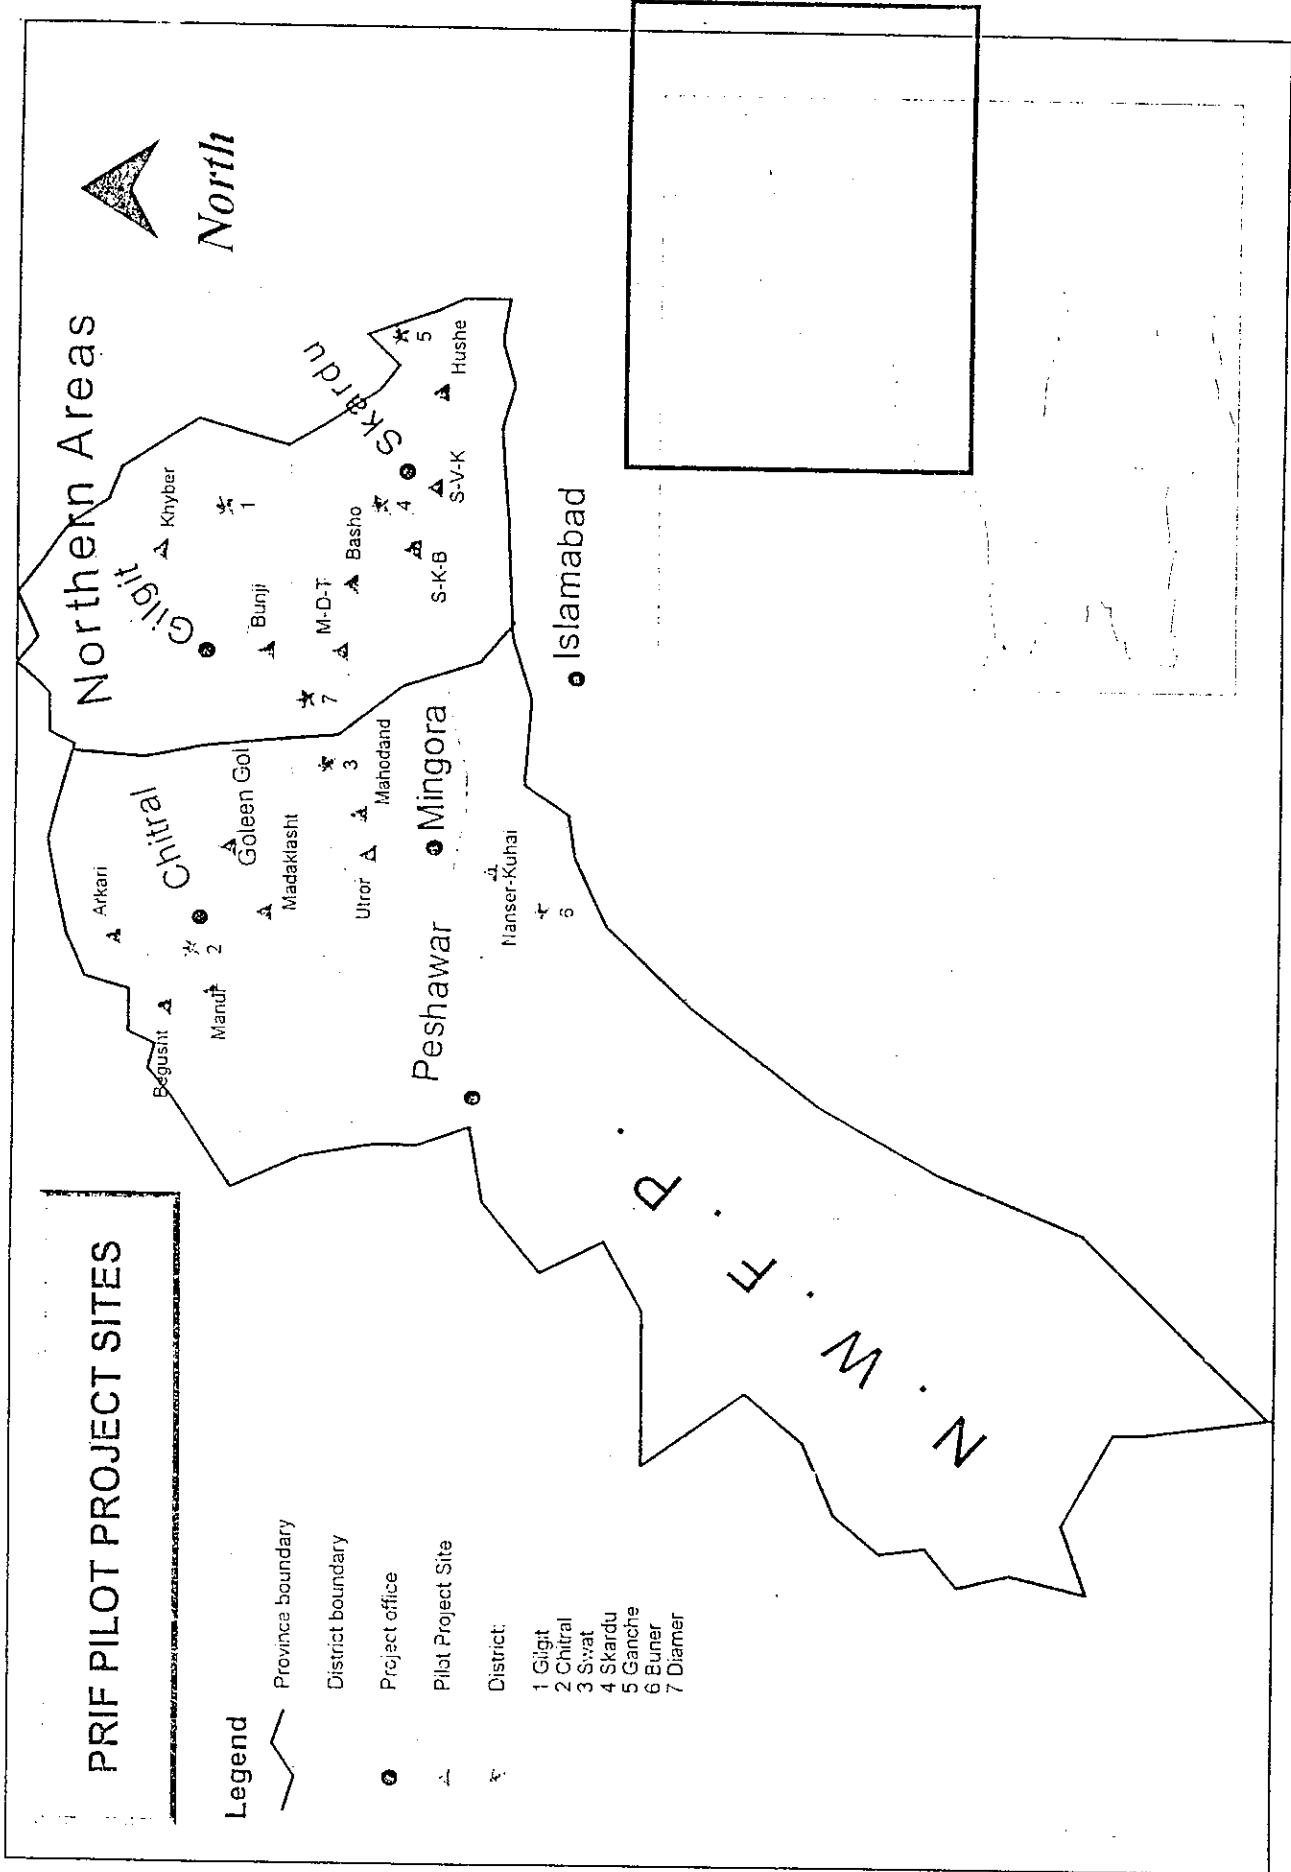 PRIF PILOT PROJECT SITES
Legend
Province boundary
District boundary
Project office
Pilot Project Site
District:
1 Gilgit
2 Chitral
3 Swat
4 Skardu
5 Ganche
6 Buner
7 Diamer
North
Northern Areas
Gilgit
Khyber
1
Bunji
M-D-T
7
Basho
Skardu
4
5
S-K-B
S-V-K
Hushe
Arkari
Chitral
2
Begusht
Manur
Goleen Gol
Madaklasht
3
Mahodand
Utror
Mingora
Peshawar
Nanser-Kuhai
6
Islamabad
N . W . F . P .